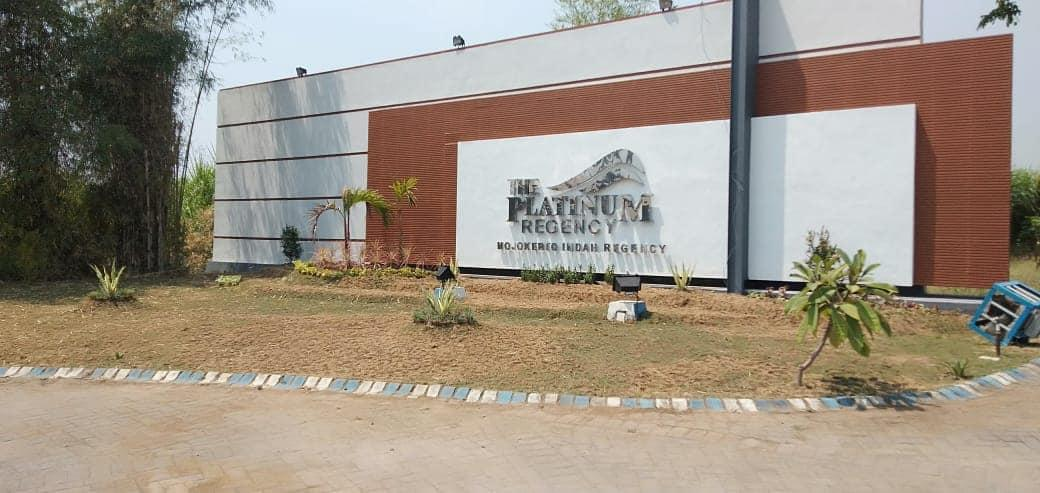 THE
PLATINUM
REGENCY
MOJOKERTO INDAH REGENCY